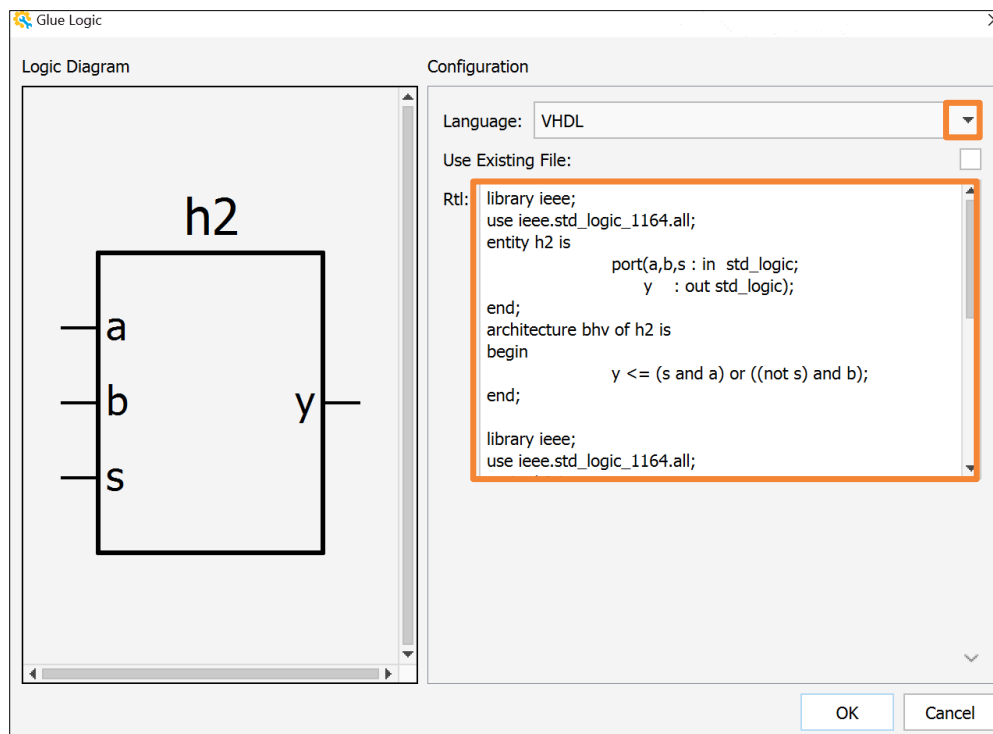 Glue Logic
Logic Diagram
h2
a
b
s
y
Configuration
Language: VHDL
Use Existing File:
Rtl: library ieee;
use ieee.std_logic_1164.all;
entity h2 is
port(a,b,s : in  std_logic;
y    : out std_logic);
end;
architecture bhv of h2 is
begin
y <= (s and a) or ((not s) and b);
end;
library ieee;
use ieee.std_logic_1164.all;
OK
Cancel